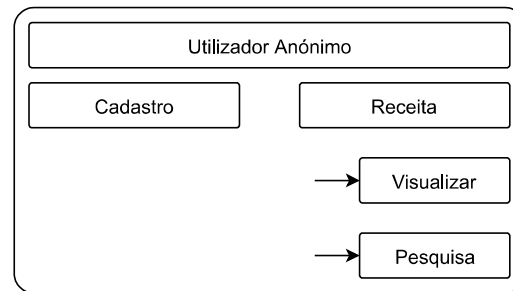 Utilizador Anónimo
Cadastro
Receita
Visualizar
Pesquisa